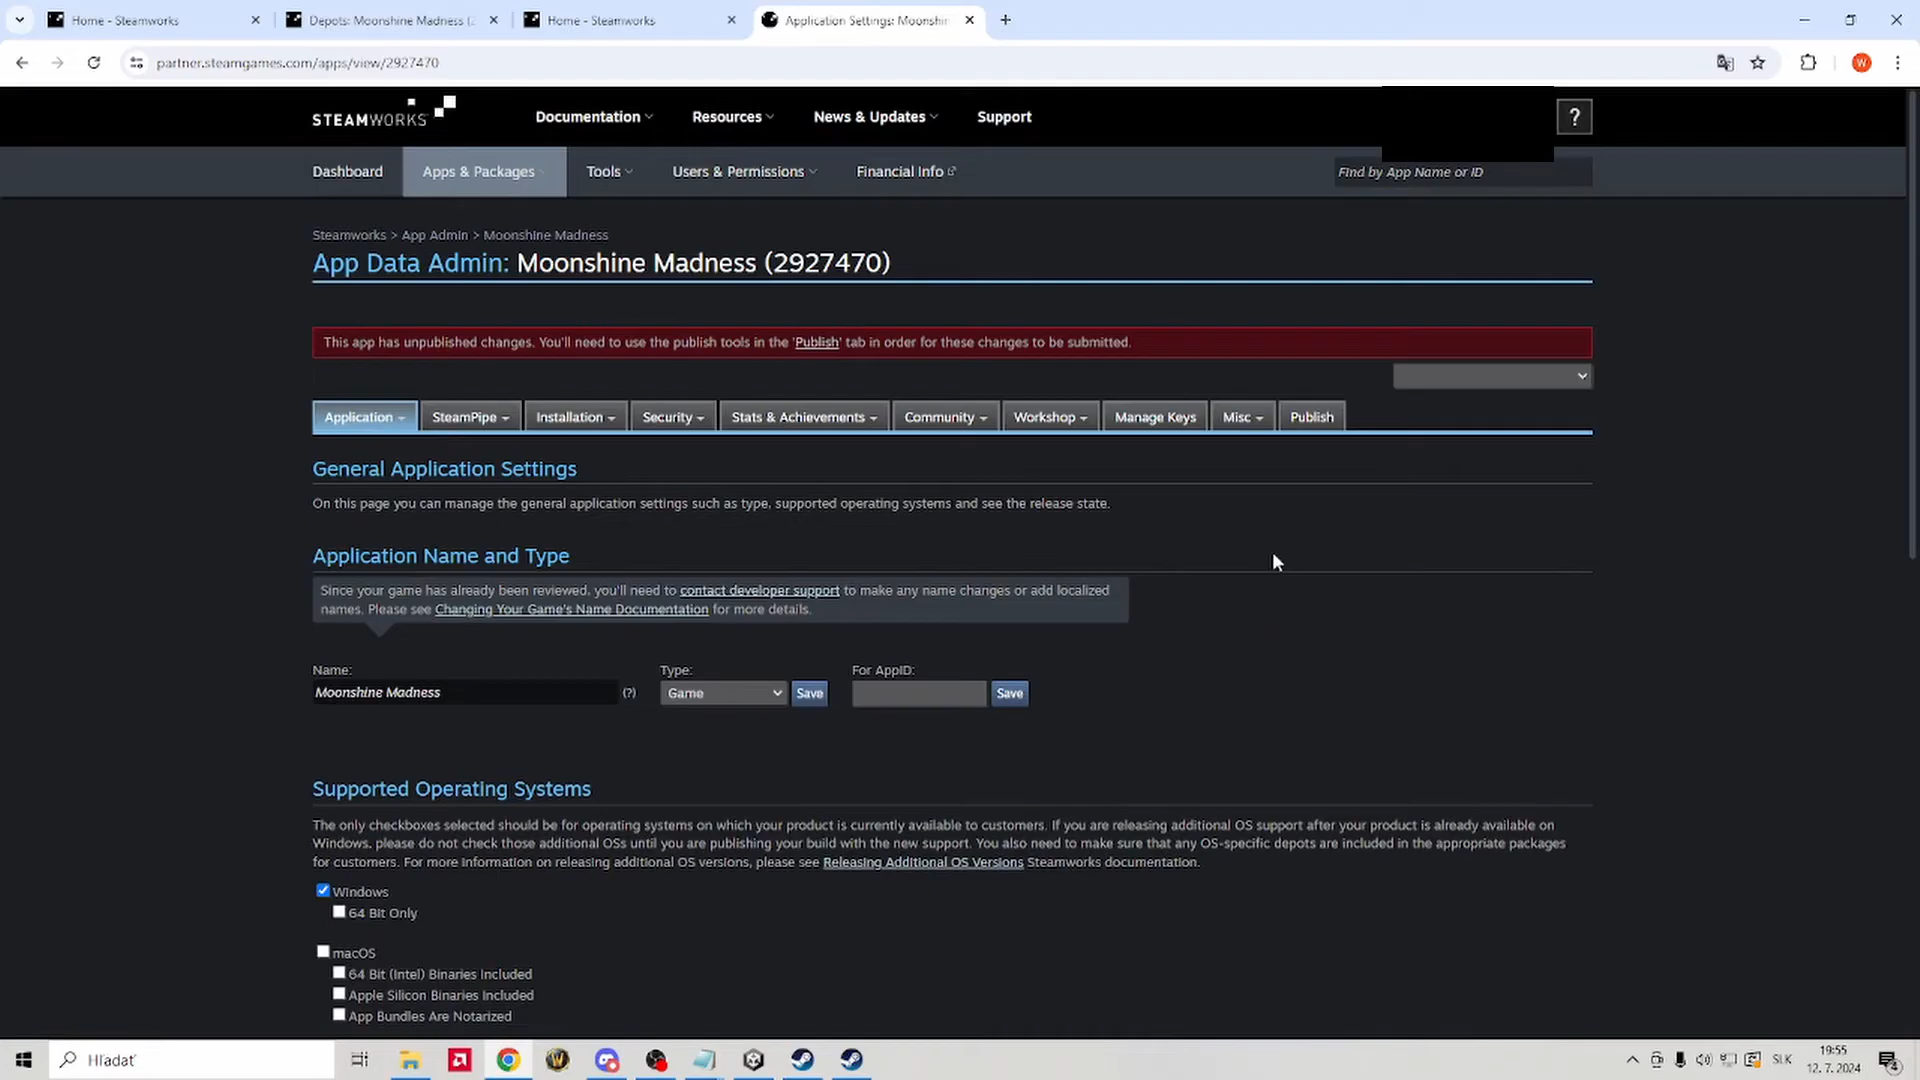 Home - Steamworks
Depots: Moonshine Madness (
Home - Steamworks
Application Settings: Moonshin
partner.steamgames.com/apps/view/2927470
W
STEAMWORKS
Documentation
Resources
News & Updates
Support
?
Dashboard
Apps & Packages
Tools
Users & Permissions
Financial Info
Find by App Name or ID
Steamworks > App Admin > Moonshine Madness
App Data Admin: Moonshine Madness (2927470)
This app has unpublished changes. You'll need to use the publish tools in the 'Publish' tab in order for these changes to be submitted.
Application
SteamPipe
Installation
Security
Stats & Achievements
Community
Workshop
Manage Keys
Misc
Publish
General Application Settings
On this page you can manage the general application settings such as type, supported operating systems and see the release state.
Application Name and Type
Since your game has already been reviewed, you'll need to contact developer support to make any name changes or add localized
names. Please see Changing Your Game's Name Documentation for more details.
Name:
Type:
For AppID:
Moonshine Madness
(?)
Game
Save
Save
Supported Operating Systems
The only checkboxes selected should be for operating systems on which your product is currently available to customers. If you are releasing additional OS support after your product is already available on
Windows, please do not check those additional OSs until you are publishing your build with the new support. You also need to make sure that any OS-specific depots are included in the appropriate packages
for customers. For more information on releasing additional OS versions, please see Releasing Additional OS Versions Steamworks documentation.
Windows
64 Bit Only
macOS
64 Bit (Intel) Binaries Included
Apple Silicon Binaries Included
App Bundles Are Notarized
Hľadať
SLK
19:55
12. 7. 2024
4